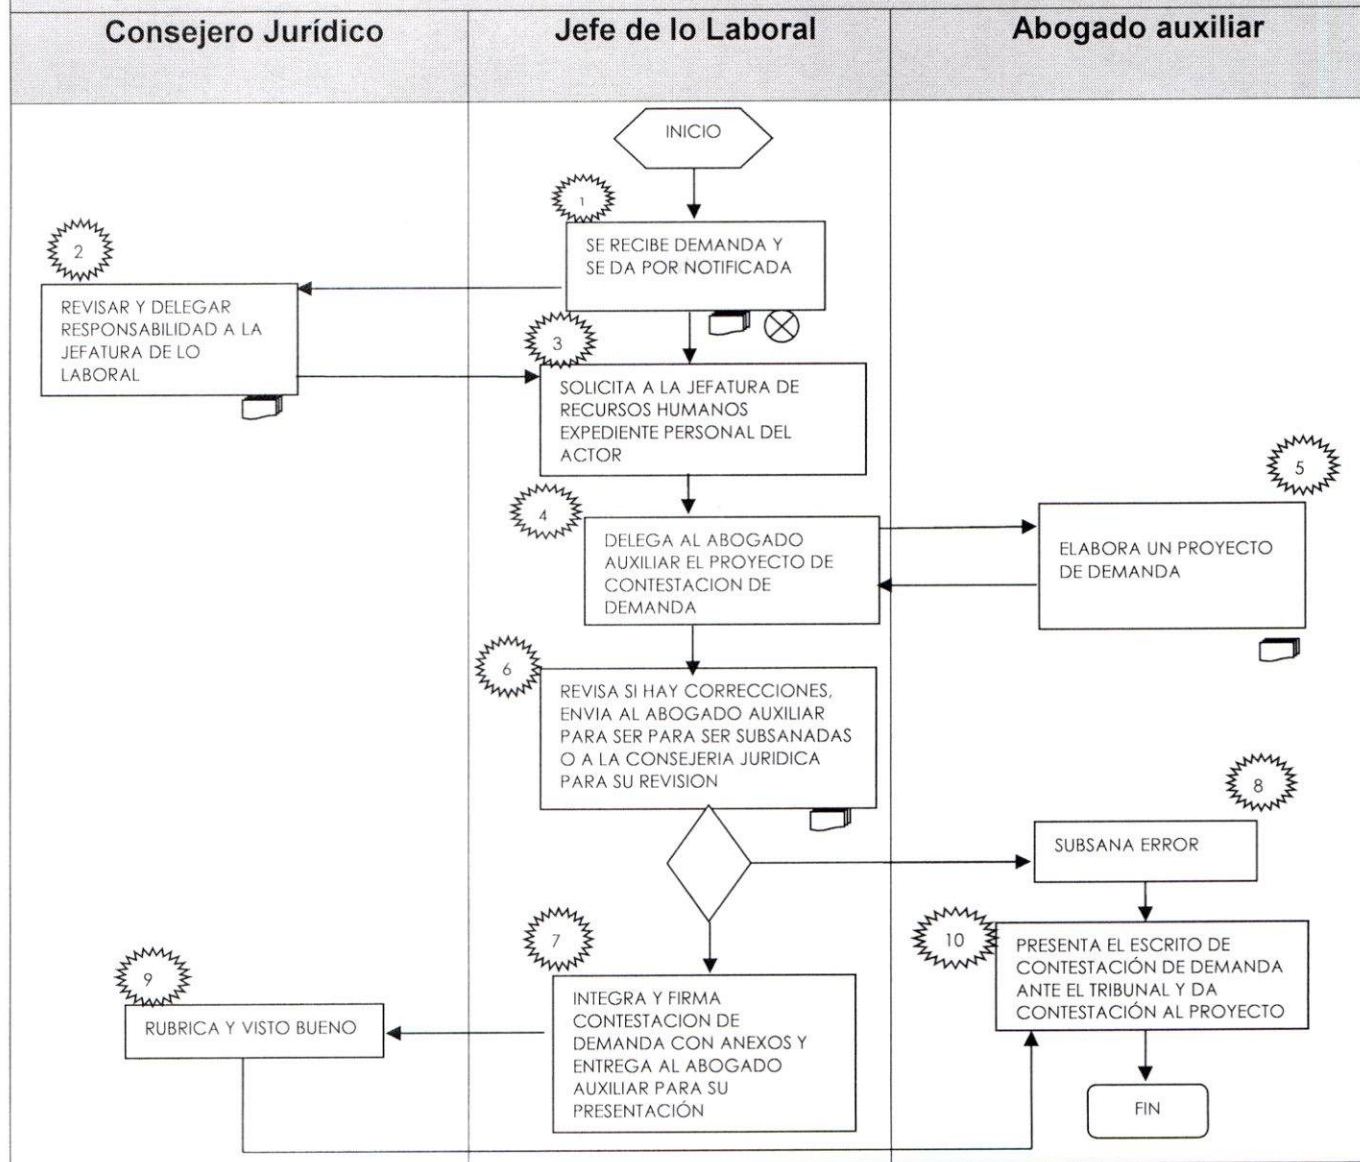 Consejero Jurídico
Jefe de lo Laboral
Abogado auxiliar
INICIO
1
SE RECIBE DEMANDA Y
SE DA POR NOTIFICADA
2
REVISAR Y DELEGAR
RESPONSABILIDAD A LA
JEFATURA DE LO
LABORAL
3
SOLICITA A LA JEFATURA DE
RECURSOS HUMANOS
EXPEDIENTE PERSONAL DEL
ACTOR
4
DELEGA AL ABOGADO
AUXILIAR EL PROYECTO DE
CONTESTACION DE
DEMANDA
5
ELABORA UN PROYECTO
DE DEMANDA
6
REVISA SI HAY CORRECCIONES,
ENVIA AL ABOGADO AUXILIAR
PARA SER PARA SER SUBSANADAS
O A LA CONSEJERIA JURIDICA
PARA SU REVISION
7
INTEGRA Y FIRMA
CONTESTACION DE
DEMANDA CON ANEXOS Y
ENTREGA AL ABOGADO
AUXILIAR PARA SU
PRESENTACIÓN
8
SUBSANA ERROR
9
RUBRICA Y VISTO BUENO
10
PRESENTA EL ESCRITO DE
CONTESTACIÓN DE DEMANDA
ANTE EL TRIBUNAL Y DA
CONTESTACIÓN AL PROYECTO
FIN